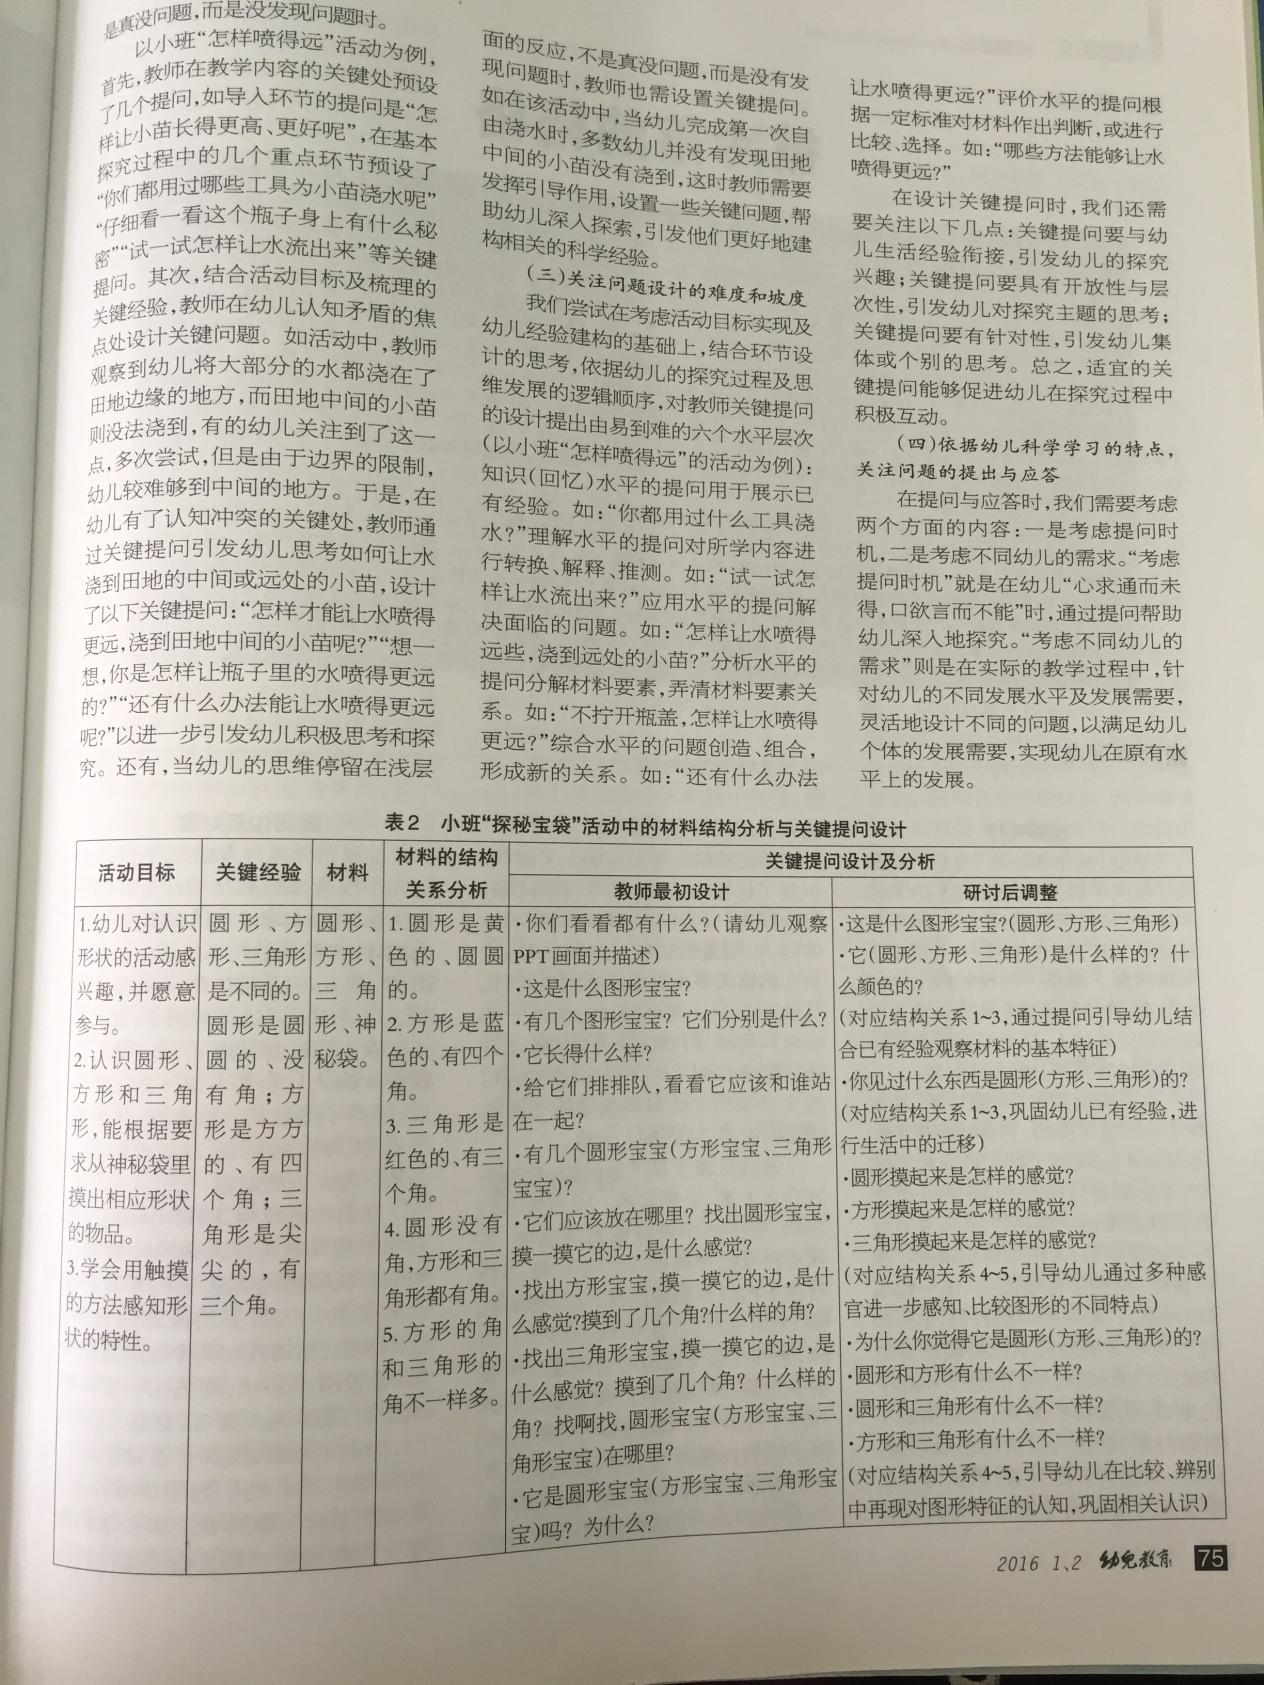 是真没问题，而是没发现问题时。
以小班“怎样喷得远”活动为例，
首先，教师在教学内容的关键处预设
了几个提问，如导入环节的提问是“怎
样让小苗长得更高、更好呢”，在基本
探究过程中的几个重点环节预设了
“你们都用过哪些工具为小苗浇水呢”
“仔细看一看这个瓶子身上有什么秘
密”“试一试怎样让水流出来”等关键
提问。其次，结合活动目标及梳理的
关键经验，教师在幼儿认知矛盾的焦
点处设计关键问题。如活动中，教师
观察到幼儿将大部分的水都浇在了
田地边缘的地方，而田地中间的小苗
则没法浇到，有的幼儿关注到了这一
点，多次尝试，但是由于边界的限制，
幼儿较难够到中间的地方。于是，在
幼儿有了认知冲突的关键处，教师通
过关键提问引发幼儿思考如何让水
浇到田地的中间或远处的小苗，设计
了以下关键提问：“怎样才能让水喷得
更远，浇到田地中间的小苗呢？”“想一
想，你是怎样让瓶子里的水喷得更远
的？”“还有什么办法能让水喷得更远
呢？”以进一步引发幼儿积极思考和探
究。还有，当幼儿的思维停留在浅层
面的反应，不是真没问题，而是没有发
现问题时，教师也需设置关键提问。
如在该活动中，当幼儿完成第一次自
由浇水时，多数幼儿并没有发现田地
中间的小苗没有浇到，这时教师需要
发挥引导作用，设置一些关键问题，帮
助幼儿深入探索，引发他们更好地建
构相关的科学经验。
（三）关注问题设计的难度和坡度
我们尝试在考虑活动目标实现及
幼儿经验建构的基础上，结合环节设
计的思考，依据幼儿的探究过程及思
维发展的逻辑顺序，对教师关键提问
的设计提出由易到难的六个水平层次
（以小班“怎样喷得远”的活动为例）：
知识（回忆）水平的提问用于展示已
有经验。如：“你都用过什么工具浇
水？”理解水平的提问对所学内容进
行转换、解释、推测。如：“试一试怎
样让水流出来？”应用水平的提问解
决面临的问题。如：“怎样让水喷得
远些，浇到远处的小苗？”分析水平的
提问分解材料要素，弄清材料要素关
系。如：“不拧开瓶盖，怎样让水喷得
更远？”综合水平的问题创造、组合，
形成新的关系。如：“还有什么办法
让水喷得更远？”评价水平的提问根
据一定标准对材料作出判断，或进行
比较、选择。如：“哪些方法能够让水
喷得更远？”
在设计关键提问时，我们还需
要关注以下几点：关键提问要与幼
儿生活经验衔接，引发幼儿的探究
兴趣；关键提问要具有开放性与层
次性，引发幼儿对探究主题的思考；
关键提问要有针对性，引发幼儿集
体或个别的思考。总之，适宜的关
键提问能够促进幼儿在探究过程中
积极互动。
（四）依据幼儿科学学习的特点，
关注问题的提出与应答
在提问与应答时，我们需要考虑
两个方面的内容：一是考虑提问时
机，二是考虑不同幼儿的需求。“考虑
提问时机”就是在幼儿“心求通而未
得，口欲言而不能”时，通过提问帮助
幼儿深入地探究。“考虑不同幼儿的
需求”则是在实际的教学过程中，针
对幼儿的不同发展水平及发展需要，
灵活地设计不同的问题，以满足幼儿
个体的发展需要，实现幼儿在原有水
平上的发展。
表2 小班“探秘宝袋”活动中的材料结构分析与关键提问设计
活动目标
关键经验
材料
材料的结构
关系分析
关键提问设计及分析
教师最初设计
研讨后调整
1.幼儿对认识
形状的活动感
兴趣，并愿意
参与。
2.认识圆形、
方形和三角
形，能根据要
求从神秘袋里
摸出相应形状
的物品。
3.学会用触摸
的方法感知形
状的特性。
圆形、方
形、三角形
是不同的。
圆形是圆
圆的、没
有角；方
形是方方
的、有四
个角；三
角形是尖
尖的，有
三个角。
圆形、
方形、
三角
形、神
秘袋。
1.圆形是黄
色的、圆圆
的。
2.方形是蓝
色的、有四个
角。
3.三角形是
红色的、有三
个角。
4.圆形没有
角，方形和三
角形都有角。
5.方形的角
和三角形的
角不一样多。
·你们看看都有什么？（请幼儿观察
PPT画面并描述）
·这是什么图形宝宝？
·有几个图形宝宝？它们分别是什么？
·它长得什么样？
·给它们排排队，看看它应该和谁站
在一起？
·有几个圆形宝宝（方形宝宝、三角形
宝宝）？
·它们应该放在哪里？找出圆形宝宝，
摸一摸它的边，是什么感觉？
·找出方形宝宝，摸一摸它的边，是什
么感觉？摸到了几个角？什么样的角？
·找出三角形宝宝，摸一摸它的边，是
什么感觉？摸到了几个角？什么样的
角？找啊找，圆形宝宝（方形宝宝、三
角形宝宝）在哪里？
·它是圆形宝宝（方形宝宝、三角形宝
宝）吗？为什么？
·这是什么图形宝宝？（圆形、方形、三角形）
·它（圆形、方形、三角形）是什么样的？什
么颜色的？
（对应结构关系1~3，通过提问引导幼儿结
合已有经验观察材料的基本特征）
·你见过什么东西是圆形（方形、三角形）的？
（对应结构关系1~3，巩固幼儿已有经验，进
行生活中的迁移）
·圆形摸起来是怎样的感觉？
·方形摸起来是怎样的感觉？
·三角形摸起来是怎样的感觉？
（对应结构关系4~5，引导幼儿通过多种感
官进一步感知、比较图形的不同特点）
·为什么你觉得它是圆形（方形、三角形）的？
·圆形和方形有什么不一样？
·圆形和三角形有什么不一样？
·方形和三角形有什么不一样？
（对应结构关系4~5，引导幼儿在比较、辨别
中再现对图形特征的认知，巩固相关认识）
2016 1、2 幼儿教育 75